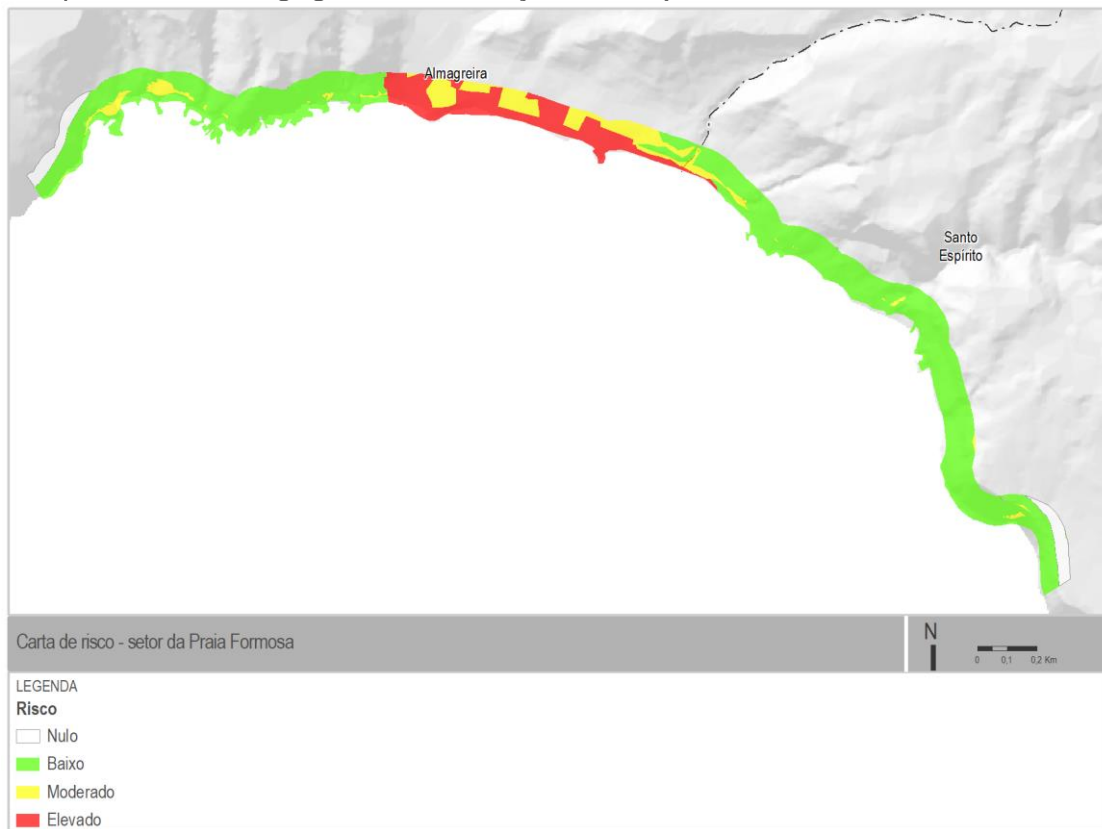 Almagreira
Santo
Espírito
Carta de risco - setor da Praia Formosa
N
0 0,1 0,2 Km
LEGENDA
Risco
Nulo
Baixo
Moderado
Elevado